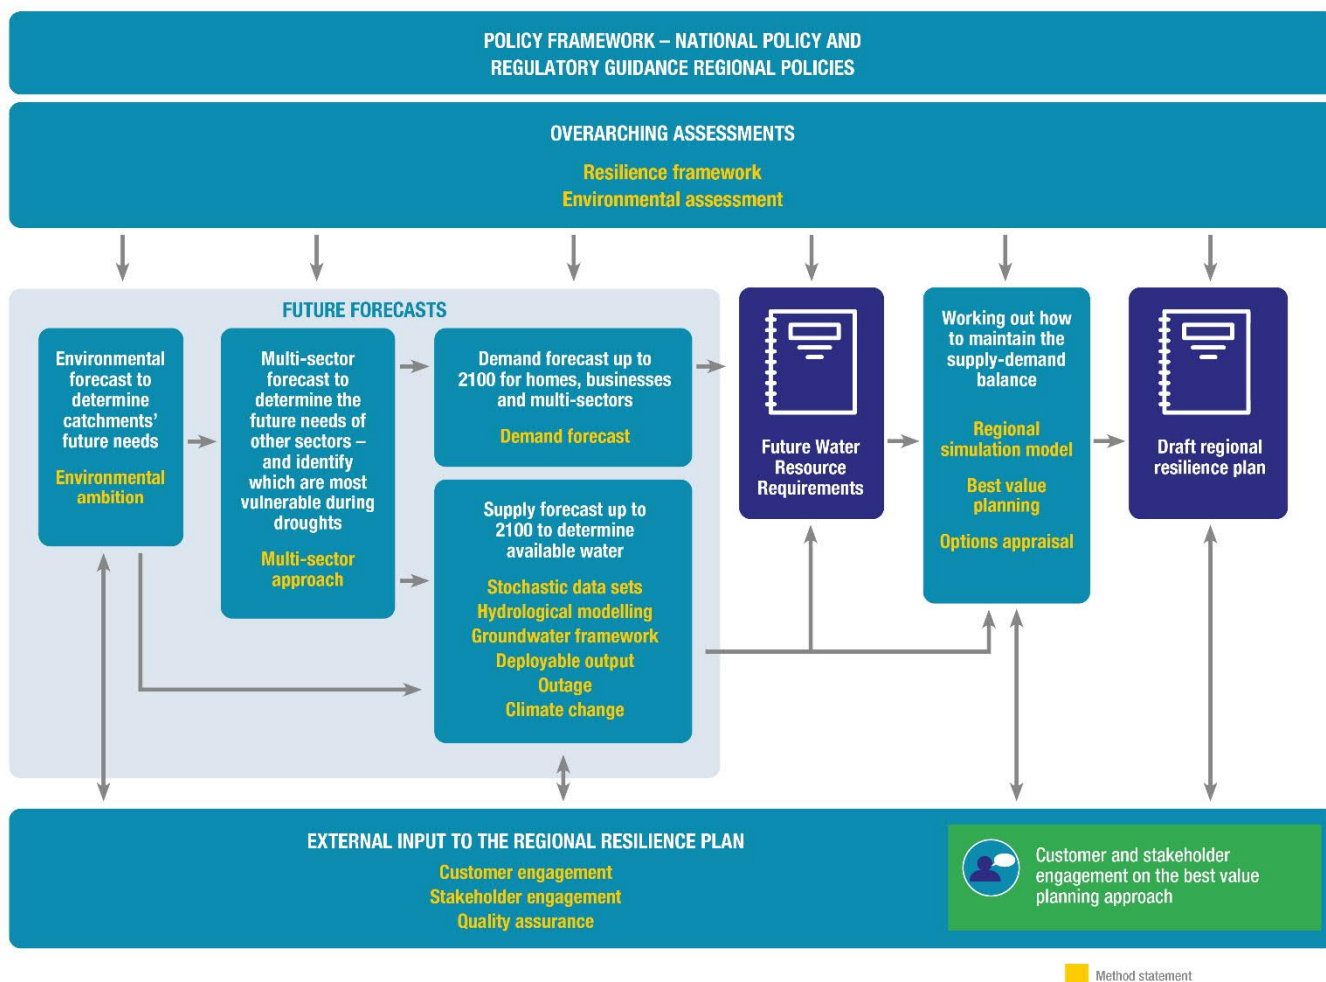 POLICY FRAMEWORK – NATIONAL POLICY AND
REGULATORY GUIDANCE REGIONAL POLICIES
OVERARCHING ASSESSMENTS
Resilience framework
Environmental assessment
FUTURE FORECASTS
Environmental
forecast to
determine
catchments’
future needs
Environmental
ambition
Multi-sector
forecast to
determine the
future needs of
other sectors –
and identify
which are most
vulnerable during
droughts
Multi-sector
approach
Demand forecast up to
2100 for homes, businesses
and multi-sectors
Demand forecast
Supply forecast up to
2100 to determine
available water
Stochastic data sets
Hydrological modelling
Groundwater framework
Deployable output
Outage
Climate change
Future Water
Resource
Requirements
Working out how
to maintain the
supply-demand
balance
Regional
simulation model
Best value
planning
Options appraisal
Draft regional
resilience plan
EXTERNAL INPUT TO THE REGIONAL RESILIENCE PLAN
Customer engagement
Stakeholder engagement
Quality assurance
Customer and stakeholder
engagement on the best value
planning approach
Method statement